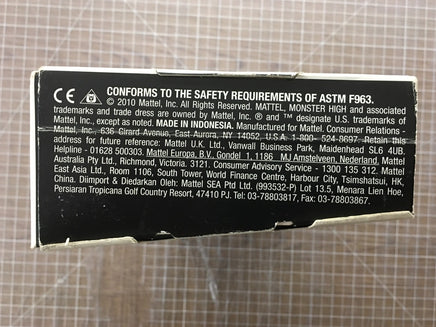 CE CONFORMS TO THE SAFETY REQUIREMENTS OF ASTM F963.
© 2010 Mattel, Inc. All Rights Reserved. MATTEL, MONSTER HIGH and associated
trademarks and trade dress are owned by Mattel, Inc. ® and ™ designate U.S. trademarks of
Mattel, Inc., except as noted. MADE IN INDONESIA. Manufactured for Mattel. Consumer Relations -
Mattel, Inc., 636 Girard Avenue, East Aurora, NY 14052, U.S.A. 1-800- 524-8697. Retain this
address for future reference: Mattel U.K. Ltd., Vanwall Business Park, Maidenhead SL6 4UB.
Helpline - 01628 500303. Mattel Europa, B.V., Gondel 1, 1186 MJ Amstelveen, Nederland. Mattel
Australia Pty Ltd., Richmond, Victoria. 3121. Consumer Advisory Service - 1300 135 312. Mattel
East Asia Ltd., Room 1106, South Tower, World Finance Centre, Harbour City, Tsimshatsui, HK,
China. Diimport & Diedarkan Oleh: Mattel SEA Ptd Ltd. (993532-P) Lot 13.5, Menara Lien Hoe,
Persiaran Tropicana Golf Country Resort, 47410 PJ. Tel: 03-78803817, Fax: 03-78803867.